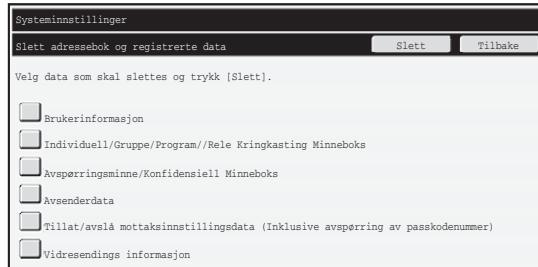 Systeminnstillinger
Slett adressebok og registrerte data Slett Tilbake
Velg data som skal slettes og trykk [Slett].
Brukerinformasjon
Individuell/Gruppe/Program//Rele Kringkasting Minneboks
Avspørringsminne/Konfidensiell Minneboks
Avsenderdata
Tillat/avslå mottaksinnstillingsdata (Inklusive avspørring av passkodenummer)
Vidresendings informasjon